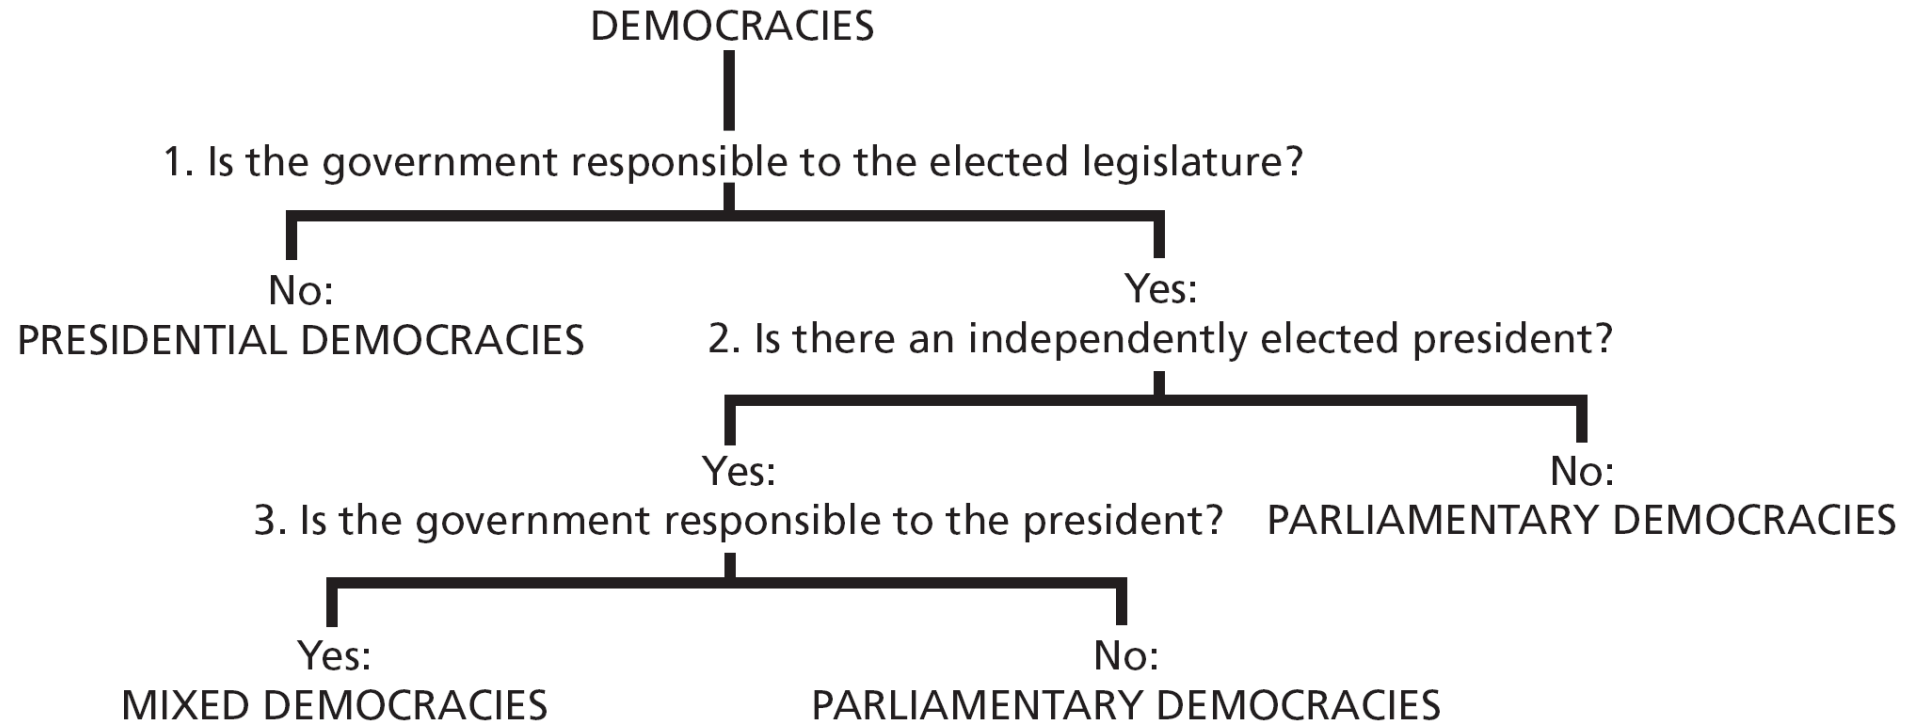 DEMOCRACIES
1. Is the government responsible to the elected legislature?
No:
PRESIDENTIAL DEMOCRACIES
Yes:
2. Is there an independently elected president?
Yes:
3. Is the government responsible to the president?
No:
PARLIAMENTARY DEMOCRACIES
Yes:
MIXED DEMOCRACIES
No:
PARLIAMENTARY DEMOCRACIES